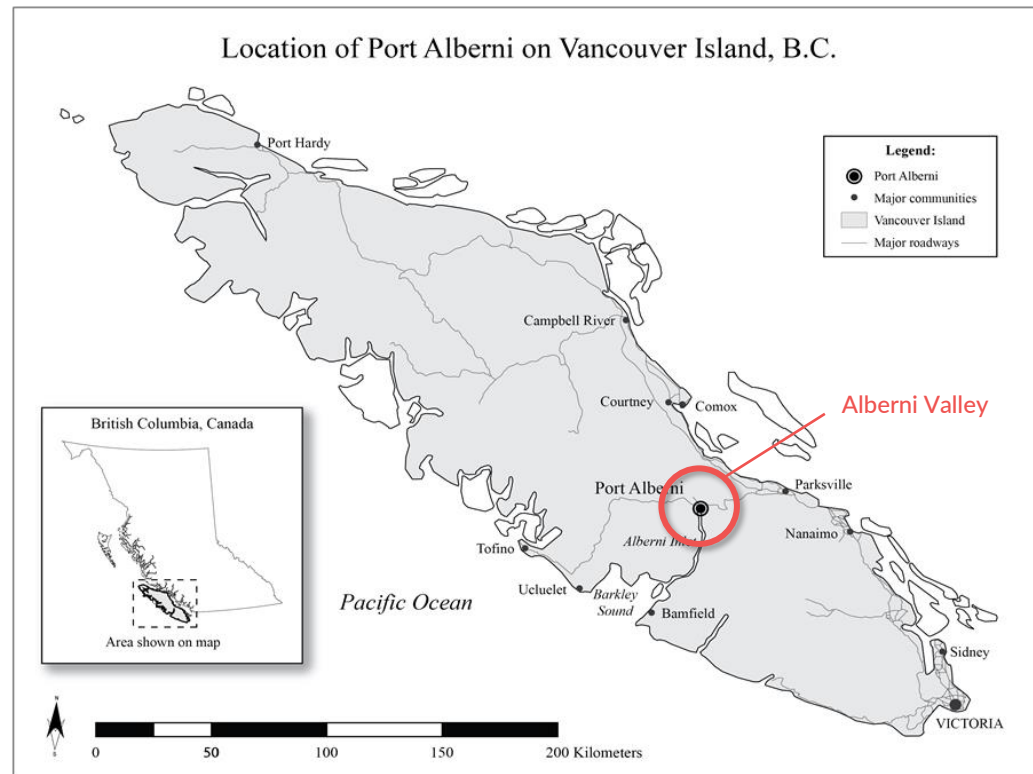 Location of Port Alberni on Vancouver Island, B.C.
Port Hardy
Legend:
Port Alberni
Major communities
Vancouver Island
Major roadways
Campbell River
Courtney
Comox
Alberni Valley
British Columbia, Canada
Area shown on map
Port Alberni
Parksville
Nanaimo
Alberni Inlet
Tofino
Ucluelet
Barkley
Sound
Bamfield
Pacific Ocean
Sidney
VICTORIA
N
S
0 50 100 150 200 Kilometers